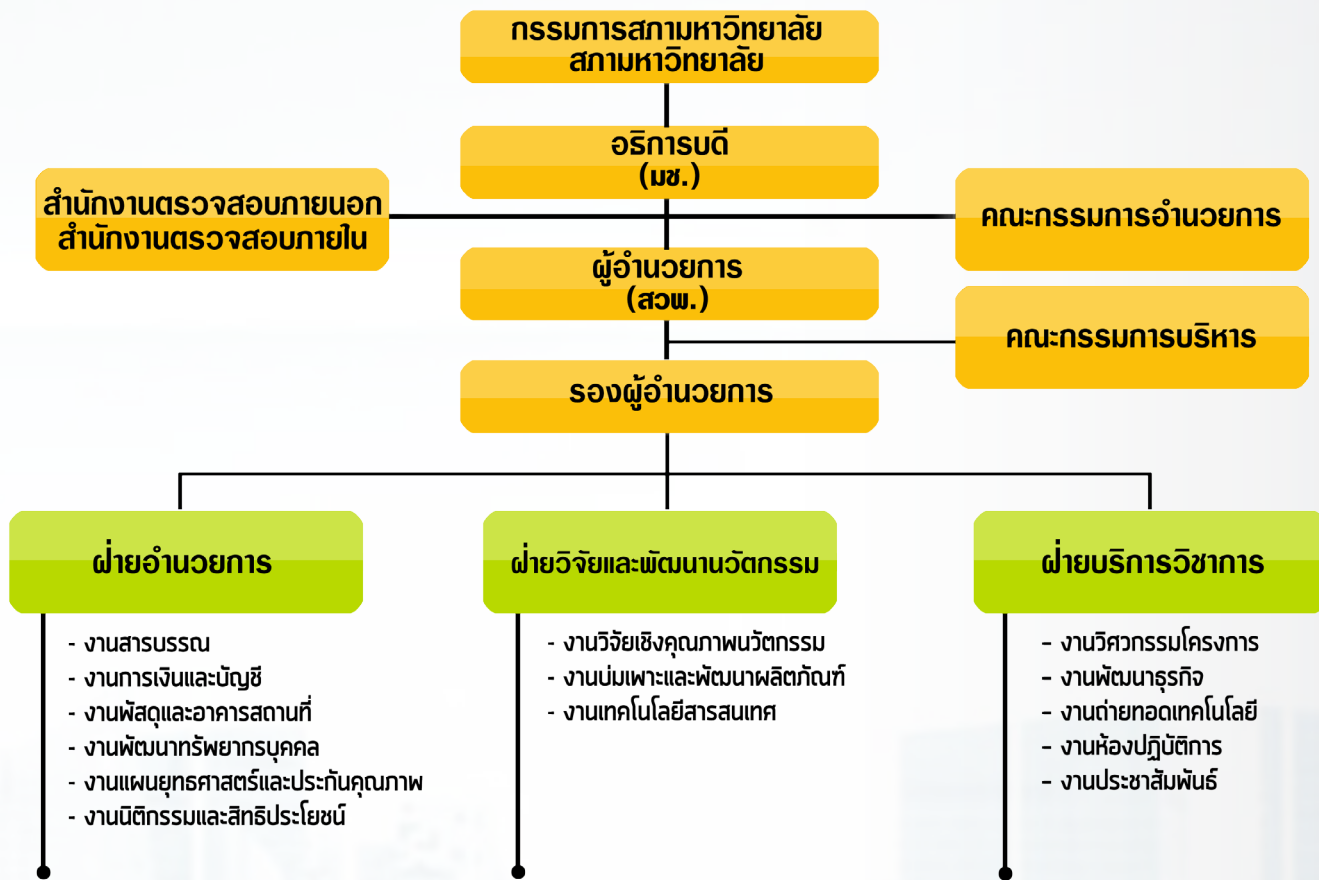 กรรมการสภามหาวิทยาลัย
สภามหาวิทยาลัย
อธิการบดี
(มช.)
สำนักงานตรวจสอบภายนอก
สำนักงานตรวจสอบภายใน
คณะกรรมการอำนวยการ
ผู้อำนวยการ
(สวพ.)
คณะกรรมการบริหาร
รองผู้อำนวยการ
ฝ่ายอำนวยการ
- งานสารบรรณ
- งานการเงินและบัญชี
- งานพัสดุและอาคารสถานที่
- งานพัฒนาทรัพยากรบุคคล
- งานแผนยุทธศาสตร์และประกันคุณภาพ
- งานนิติกรรมและสิทธิประโยชน์
ฝ่ายวิจัยและพัฒนานวัตกรรม
- งานวิจัยเชิงคุณภาพนวัตกรรม
- งานบ่มเพาะและพัฒนาผลิตภัณฑ์
- งานเทคโนโลยีสารสนเทศ
ฝ่ายบริการวิชาการ
- งานวิศวกรรมโครงการ
- งานพัฒนาธุรกิจ
- งานถ่ายทอดเทคโนโลยี
- งานห้องปฏิบัติการ
- งานประชาสัมพันธ์